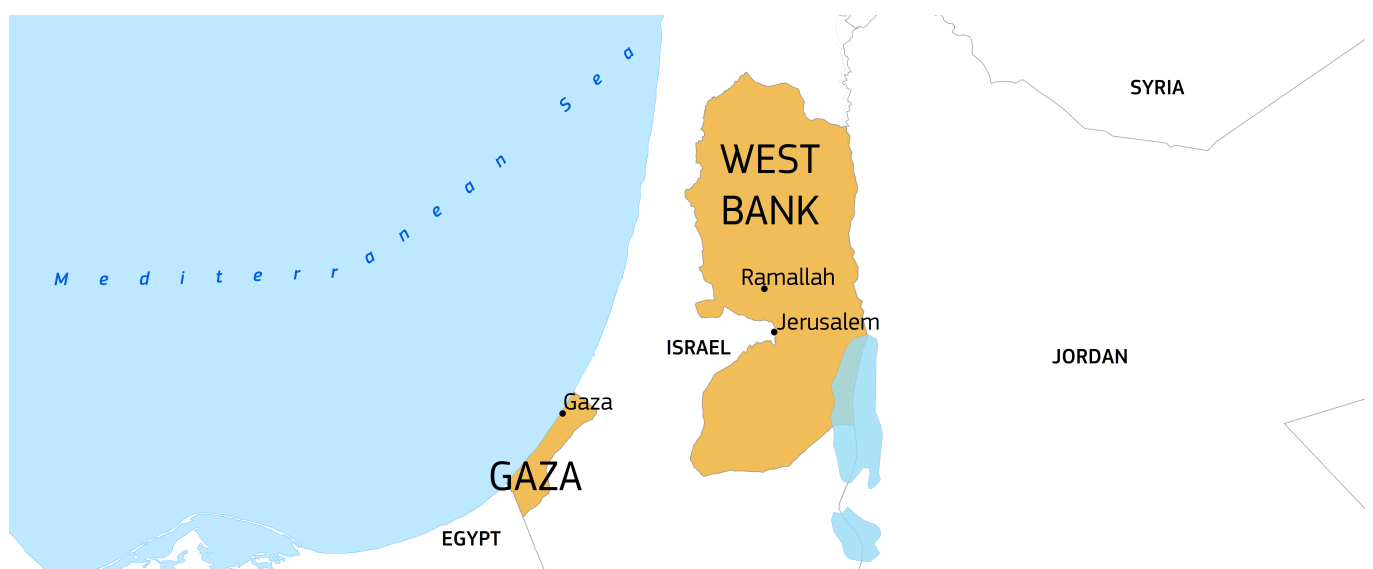 Mediterranean Sea
SYRIA
WEST
BANK
Ramallah
Jerusalem
ISRAEL
JORDAN
Gaza
GAZA
EGYPT